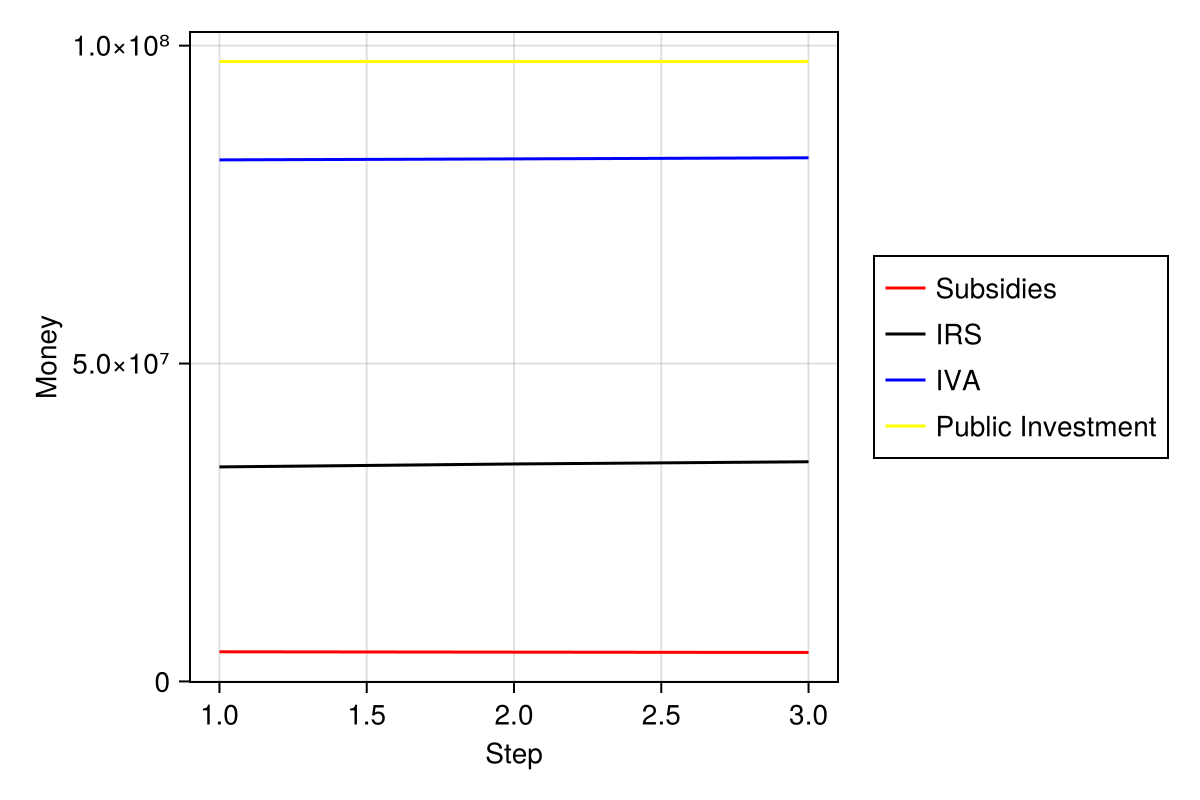 1.0×10⁸
5.0×10⁷
0
Money
1.0 1.5 2.0 2.5 3.0
Step
Subsidies
IRS
IVA
Public Investment